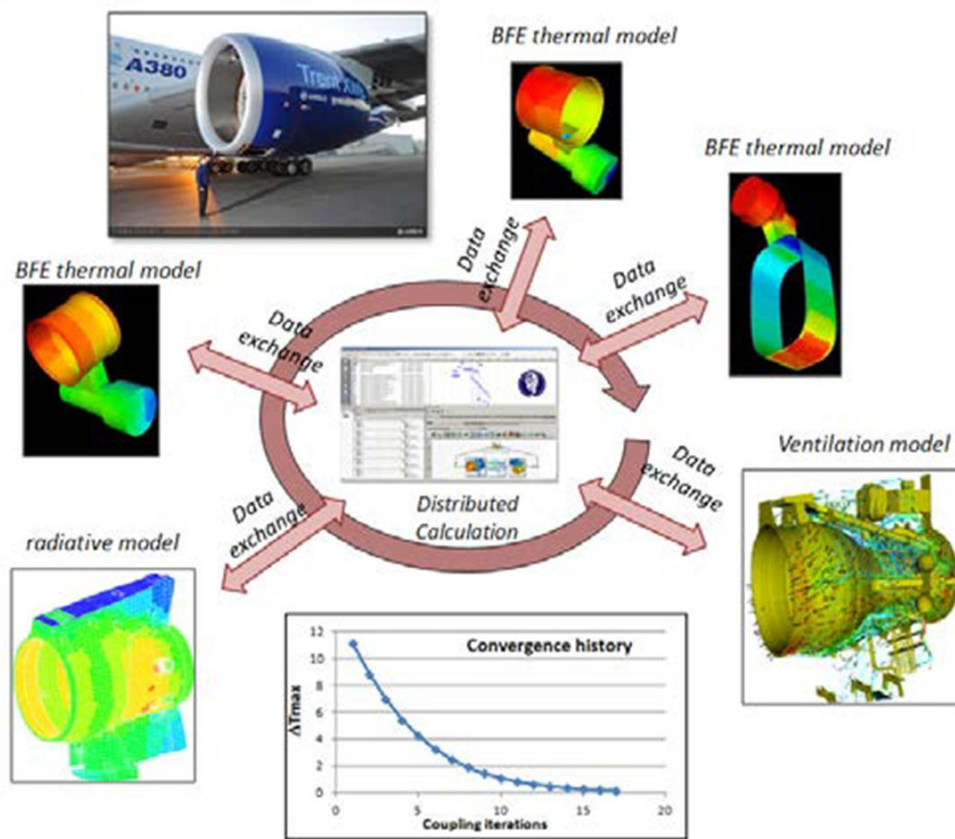 BFE thermal model
A380
Trent XWB
BFE thermal model
BFE thermal model
Data
exchange
Data
exchange
Data
exchange
Ventilation model
Data
exchange
Data
exchange
Distributed
Calculation
radiative model
Convergence history
ΔTmax
12
10
8
6
4
2
0
0
5
10
15
20
Coupling iterations